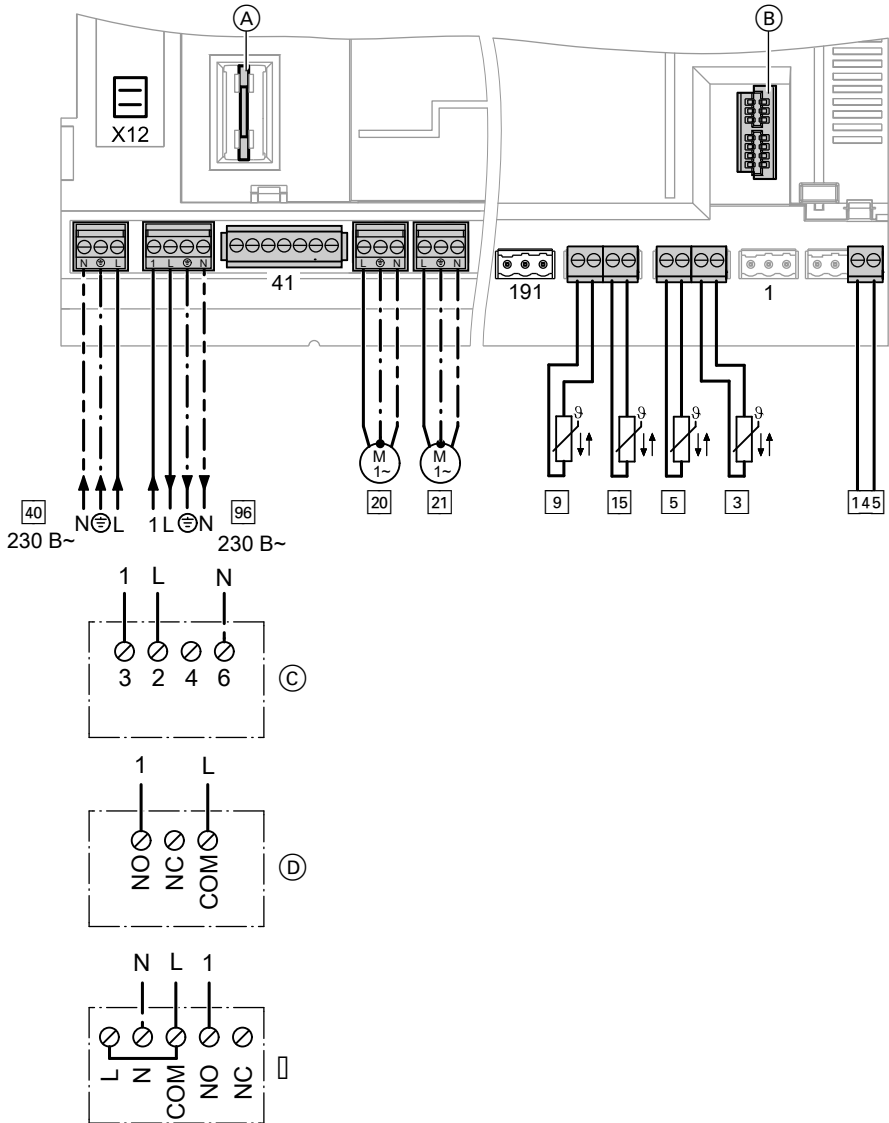 A
B
X12
N ⏚ L
1 L ⏚ N
41
L ⏚ N
L ⏚ N
191
1
M
1~
M
1~
ϑ
ϑ
ϑ
ϑ
40
230 В~
N ⏚ L
1 L ⏚ N
96
230 В~
20
21
9
15
5
3
145
1 L N
3 2 4 6
C
1 L
NO NC COM
D
N L 1
L N COM NO NC